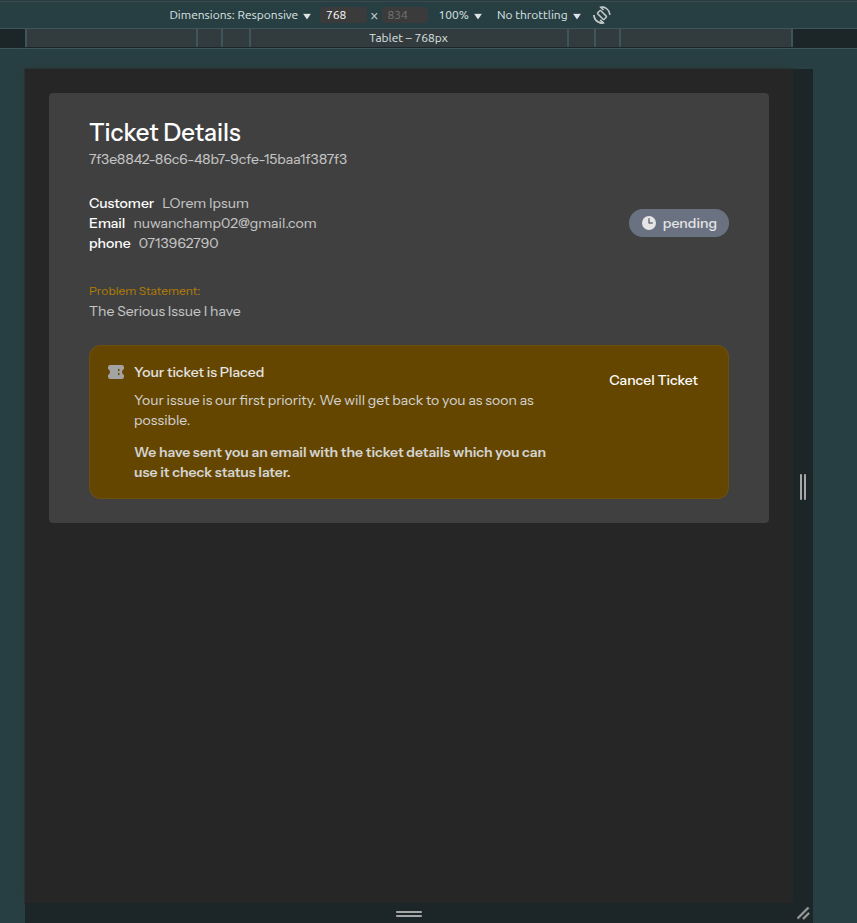 Dimensions: Responsive 768 x 834 100% No throttling
Tablet – 768px
Ticket Details
7f3e8842-86c6-48b7-9cfe-15baa1f387f3
Customer LOrem Ipsum
Email nuwanchamp02@gmail.com
pending
phone 0713962790
Problem Statement:
The Serious Issue I have
Your ticket is Placed
Cancel Ticket
Your issue is our first priority. We will get back to you as soon as
possible.
We have sent you an email with the ticket details which you can
use it check status later.